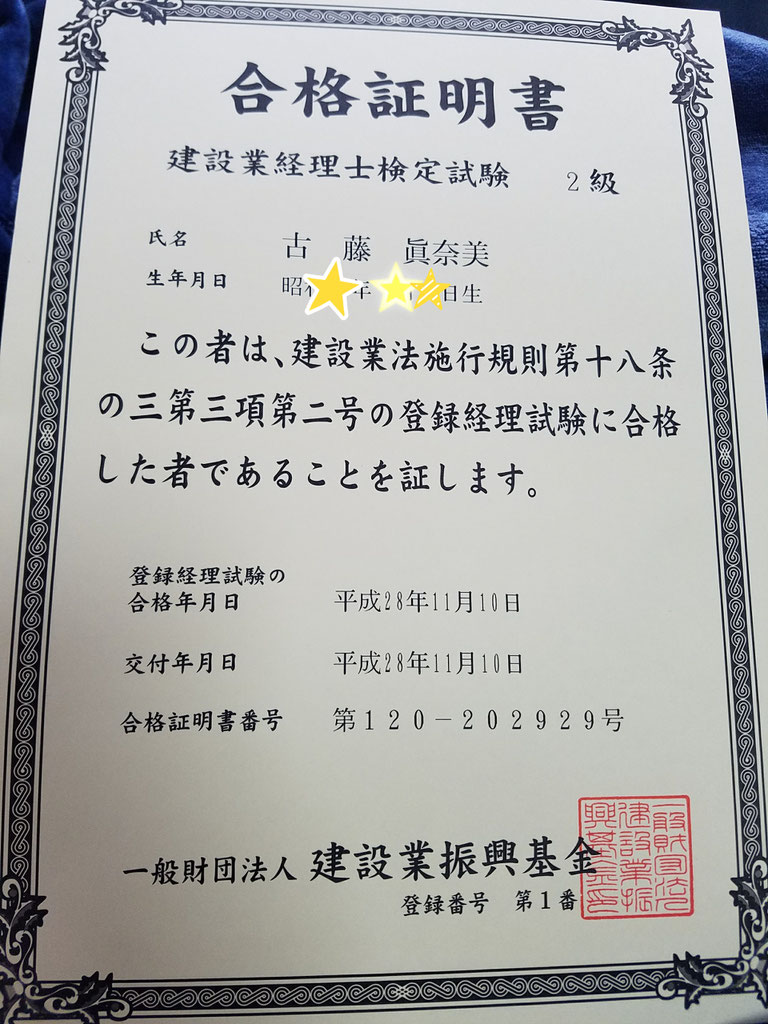 合格証明書
建設業経理士検定試験 2級
氏名 古藤 眞奈美
生年月日 昭 年 日生
この者は、建設業法施行規則第十八条
の三第三項第二号の登録経理試験に合格
した者であることを証します。
登録経理試験の
合格年月日 平成28年11月10日
交付年月日 平成28年11月10日
合格証明書番号 第120-202929号
一般財団法人 建設業振興基金
登録番号 第1番